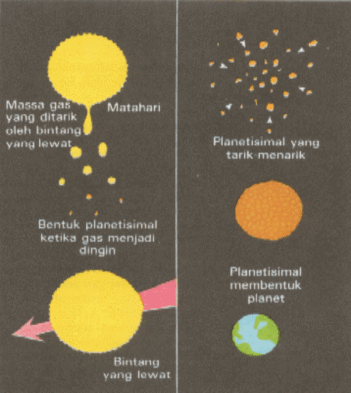 Massa gas
yang ditarik
oleh bintang
yang lewat
Matahari
Bentuk planetisimal
ketika gas menjadi
dingin
Bintang
yang lewat
Planetisimal yang
tarik-menarik
Planetisimal
membentuk
planet